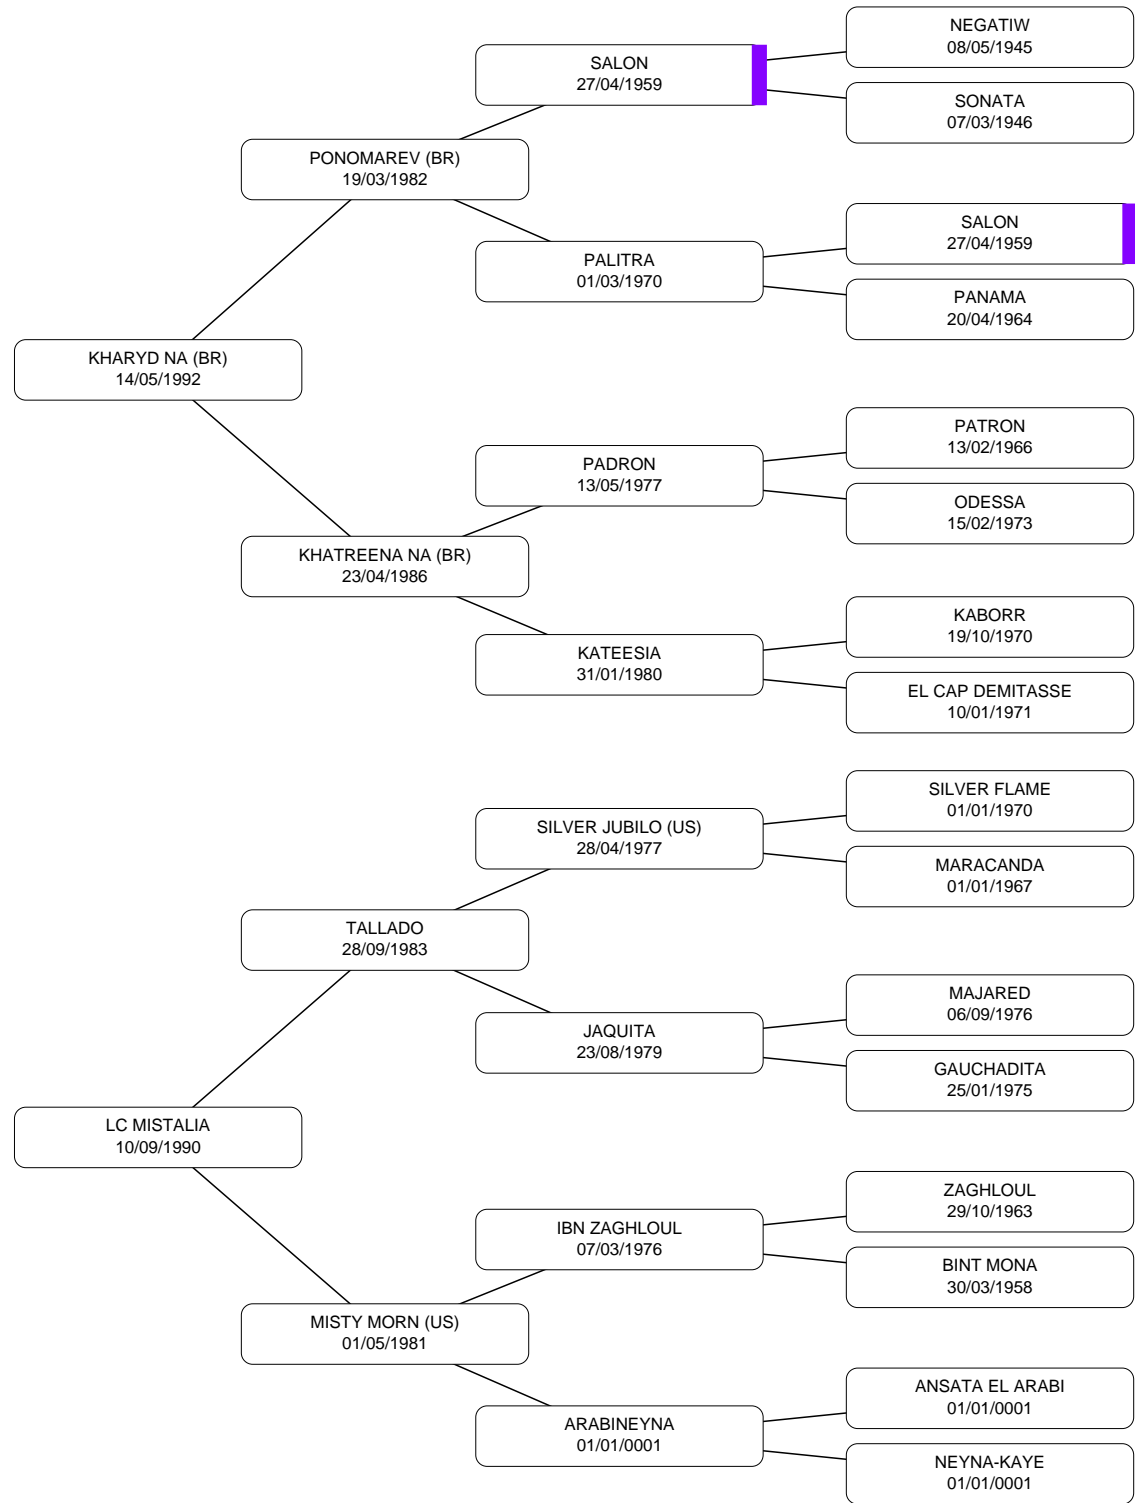 NEGATIW
08/05/1945
SALON
27/04/1959
SONATA
07/03/1946
PONOMAREV (BR)
19/03/1982
SALON
27/04/1959
PALITRA
01/03/1970
PANAMA
20/04/1964
KHARYD NA (BR)
14/05/1992
PATRON
13/02/1966
PADRON
13/05/1977
ODESSA
15/02/1973
KHATREENA NA (BR)
23/04/1986
KABORR
19/10/1970
KATEESIA
31/01/1980
EL CAP DEMITASSE
10/01/1971
SILVER FLAME
01/01/1970
SILVER JUBILO (US)
28/04/1977
MARACANDA
01/01/1967
TALLADO
28/09/1983
MAJARED
06/09/1976
JAQUITA
23/08/1979
GAUCHADITA
25/01/1975
LC MISTALIA
10/09/1990
ZAGHLOUL
29/10/1963
IBN ZAGHLOUL
07/03/1976
BINT MONA
30/03/1958
MISTY MORN (US)
01/05/1981
ANSATA EL ARABI
01/01/0001
ARABINEYNA
01/01/0001
NEYNA-KAYE
01/01/0001